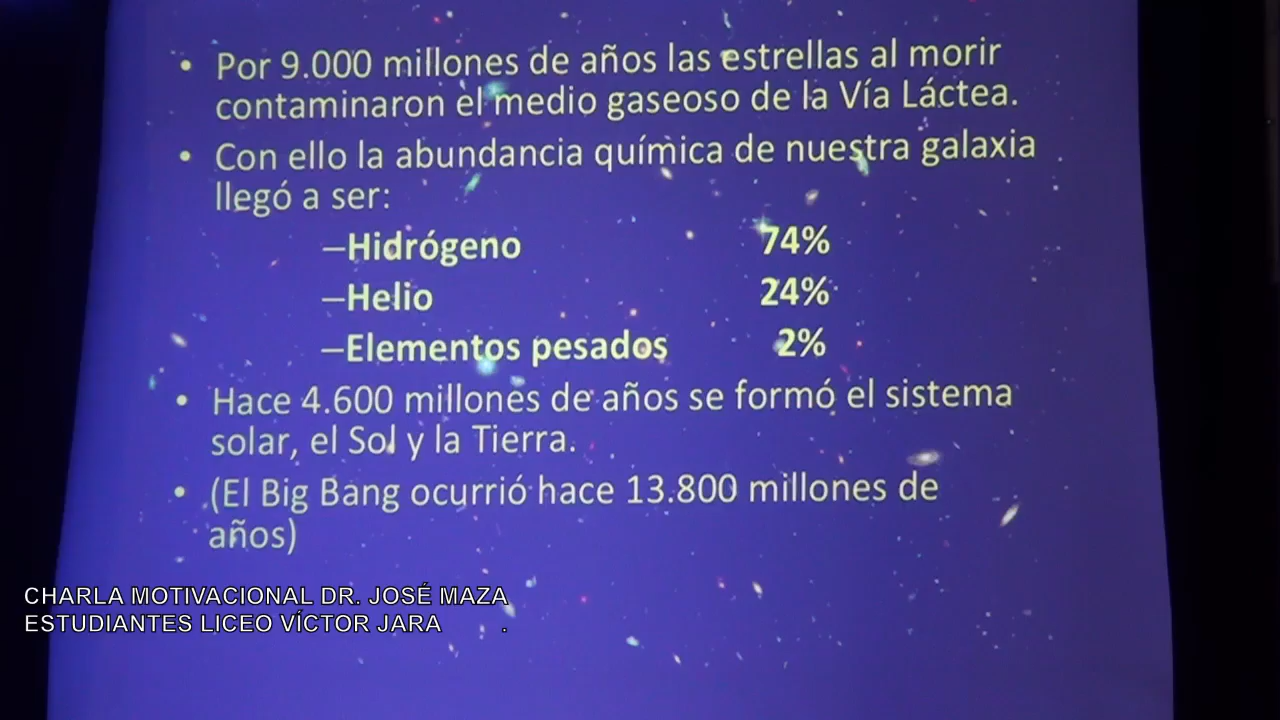 • Por 9.000 millones de años las estrellas al morir
contaminaron el medio gaseoso de la Vía Láctea.
• Con ello la abundancia química de nuestra galaxia
llegó a ser:
–Hidrógeno 74%
–Helio 24%
–Elementos pesados 2%
• Hace 4.600 millones de años se formó el sistema
solar, el Sol y la Tierra.
• (El Big Bang ocurrió hace 13.800 millones de
años)
CHARLA MOTIVACIONAL DR. JOSÉ MAZA
ESTUDIANTES LICEO VÍCTOR JARA .